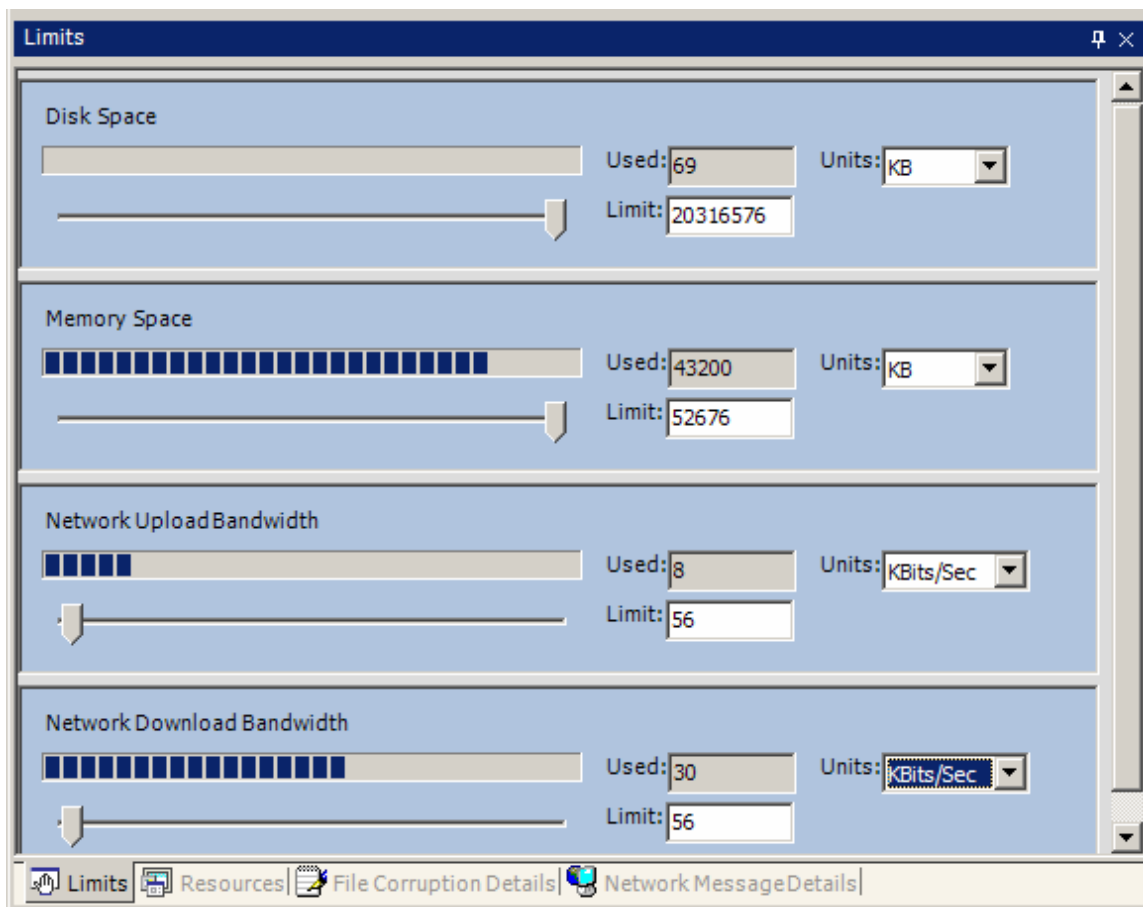 Limits
Disk Space
Used: 69 Units: KB
Limit: 20316576
Memory Space
Used: 43200 Units: KB
Limit: 52676
Network Upload Bandwidth
Used: 8 Units: KBits/Sec
Limit: 56
Network Download Bandwidth
Used: 30 Units: KBits/Sec
Limit: 56
Limits Resources File Corruption Details Network Message Details